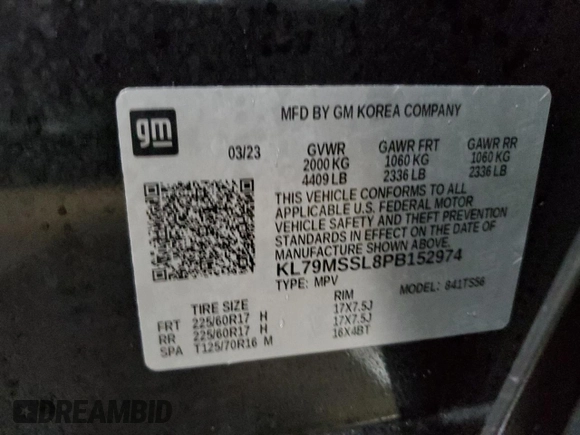 gm
MFD BY GM KOREA COMPANY
03/23
GVWR GAWR FRT GAWR RR
2000 KG 1060 KG 1060 KG
4409 LB 2336 LB 2336 LB
THIS VEHICLE CONFORMS TO ALL
APPLICABLE U.S. FEDERAL MOTOR
VEHICLE SAFETY AND THEFT PREVENTION
STANDARDS IN EFFECT ON THE DATE OF
MANUFACTURE SHOWN ABOVE.
KL79MSSL8PB152974
TYPE: MPV MODEL: 841TS56
TIRE SIZE RIM
FRT 225/60R17 H 17X7.5J
RR 225/60R17 H 17X7.5J
SPA T125/70R16 M 16X4BT
DREAMBID